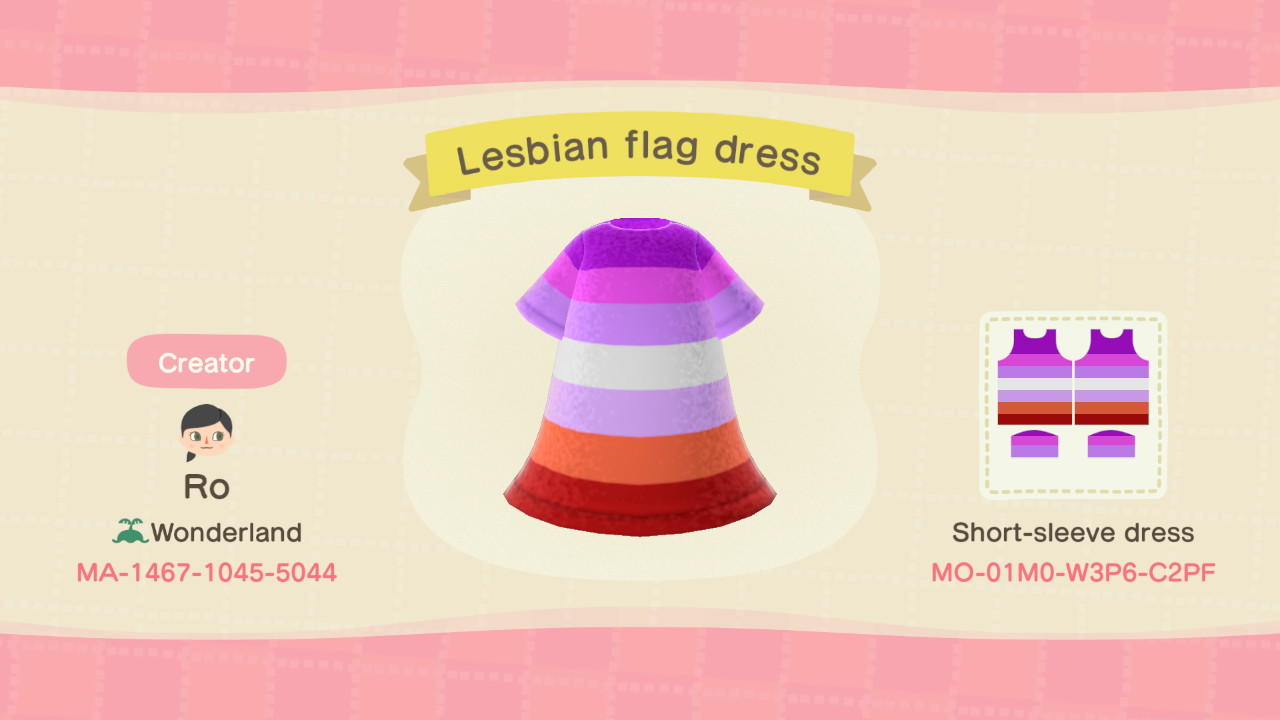 Lesbian flag dress
Creator
Ro
Wonderland
MA-1467-1045-5044
Short-sleeve dress
MO-01M0-W3P6-C2PF